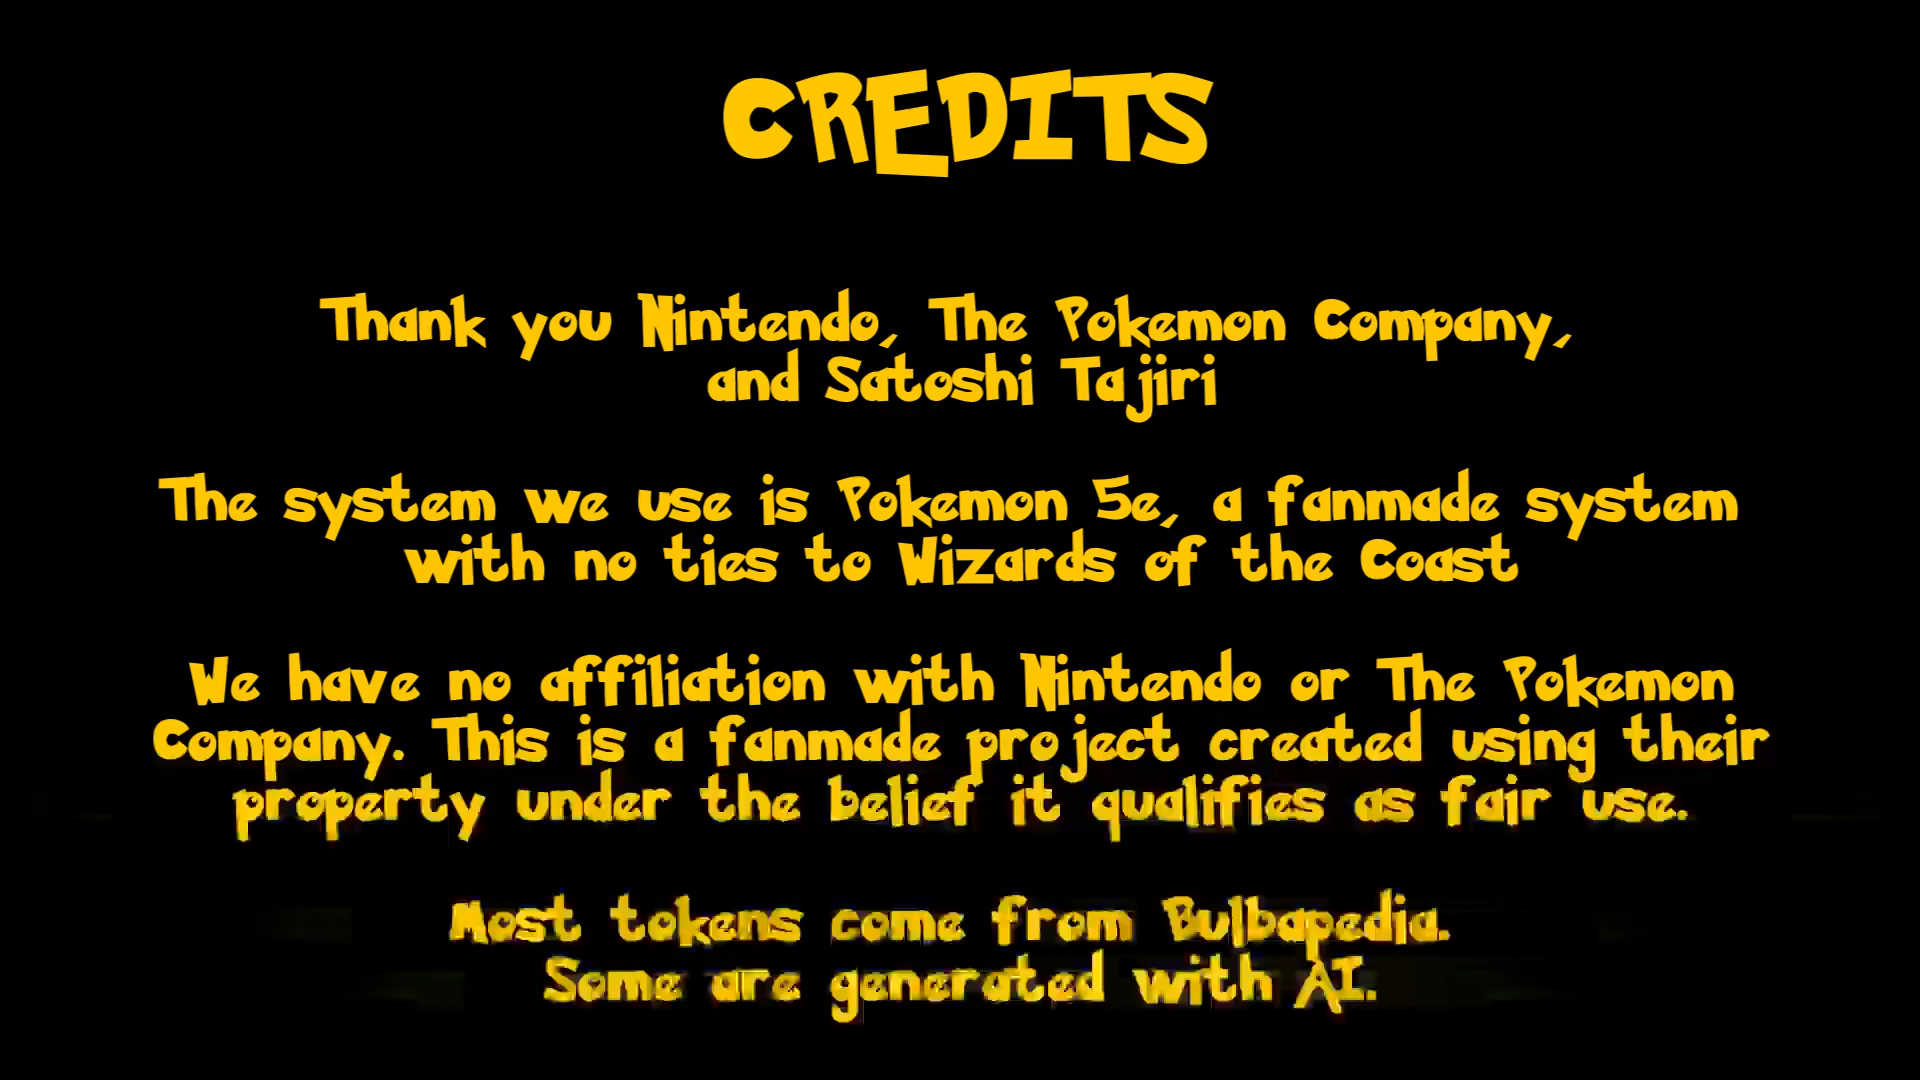 CREDITS
Thank you Nintendo, The Pokemon Company,
and Satoshi Tajiri
The system we use is Pokemon 5e, a fanmade system
with no ties to Wizards of the Coast
We have no affiliation with Nintendo or The Pokemon
Company. This is a fanmade project created using their
property under the belief it qualifies as fair use.
Most tokens come from Bulbapedia.
Some are generated with AI.